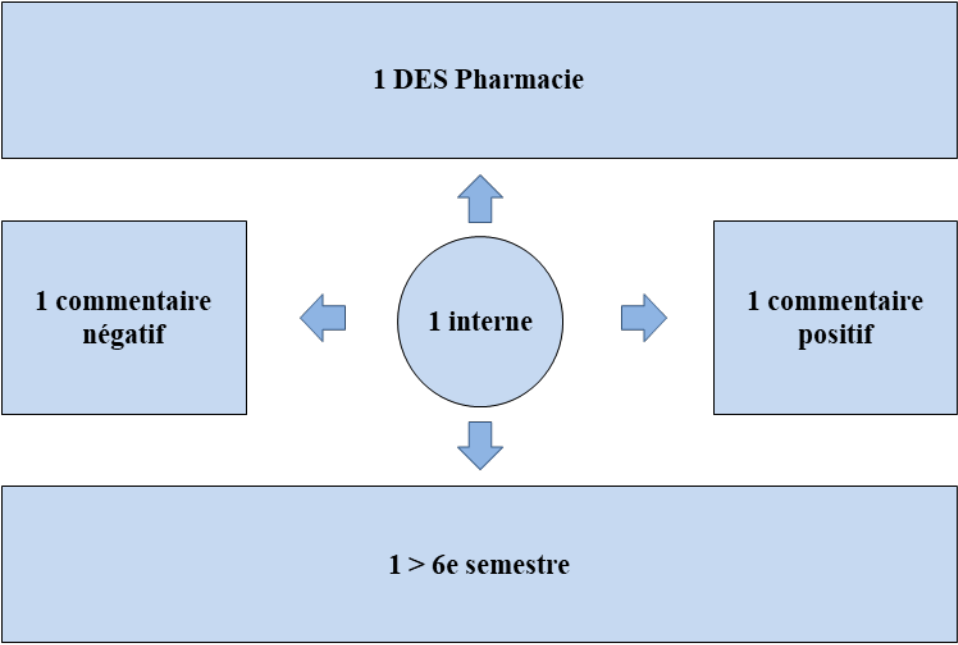 1 DES Pharmacie
1 commentaire
négatif
1 interne
1 commentaire
positif
1 > 6e semestre